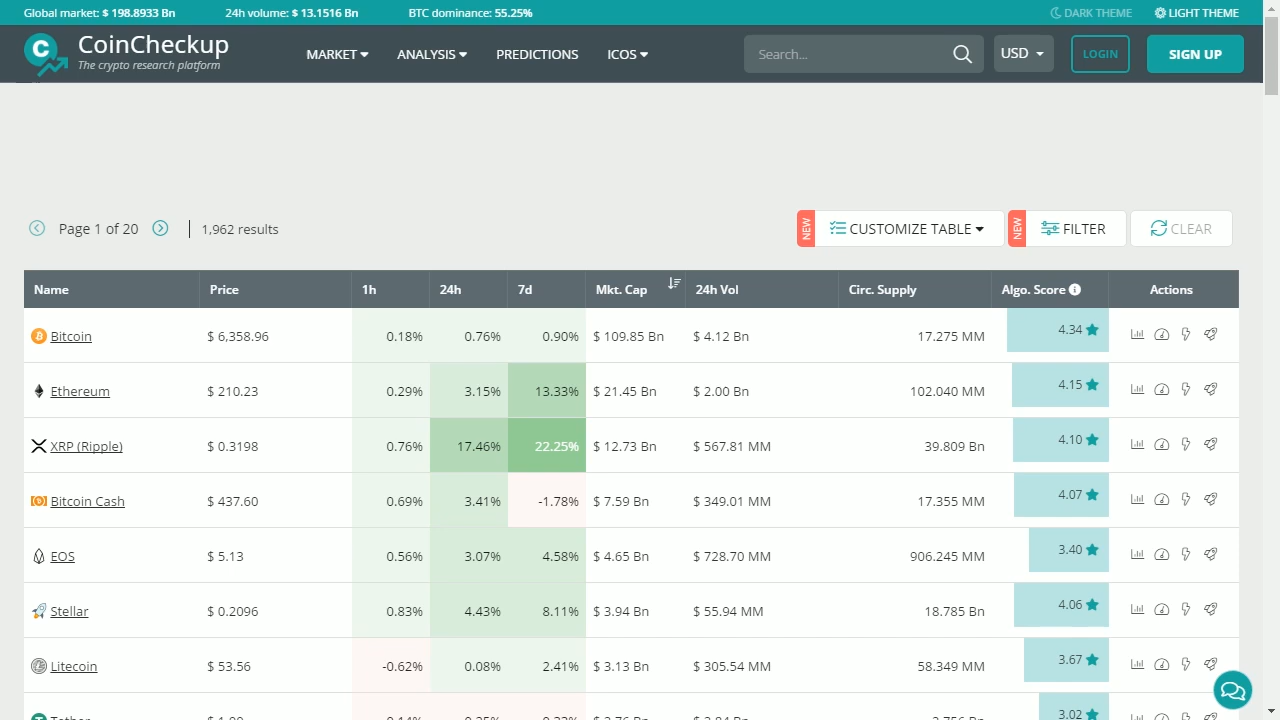 Global market: $ 198.8933 Bn 24h volume: $ 13.1516 Bn BTC dominance: 55.25% DARK THEME LIGHT THEME
CoinCheckup
The crypto research platform
MARKET ANALYSIS PREDICTIONS ICOS Search... USD LOGIN SIGN UP
Page 1 of 20 1,962 results NEW CUSTOMIZE TABLE NEW FILTER CLEAR
Name Price 1h 24h 7d Mkt. Cap 24h Vol Circ. Supply Algo. Score Actions
Bitcoin $ 6,358.96 0.18% 0.76% 0.90% $ 109.85 Bn $ 4.12 Bn 17.275 MM 4.34
Ethereum $ 210.23 0.29% 3.15% 13.33% $ 21.45 Bn $ 2.00 Bn 102.040 MM 4.15
XRP (Ripple) $ 0.3198 0.76% 17.46% 22.25% $ 12.73 Bn $ 567.81 MM 39.809 Bn 4.10
Bitcoin Cash $ 437.60 0.69% 3.41% -1.78% $ 7.59 Bn $ 349.01 MM 17.355 MM 4.07
EOS $ 5.13 0.56% 3.07% 4.58% $ 4.65 Bn $ 728.70 MM 906.245 MM 3.40
Stellar $ 0.2096 0.83% 4.43% 8.11% $ 3.94 Bn $ 55.94 MM 18.785 Bn 4.06
Litecoin $ 53.56 -0.62% 0.08% 2.41% $ 3.13 Bn $ 305.54 MM 58.349 MM 3.67
Tether 3.02